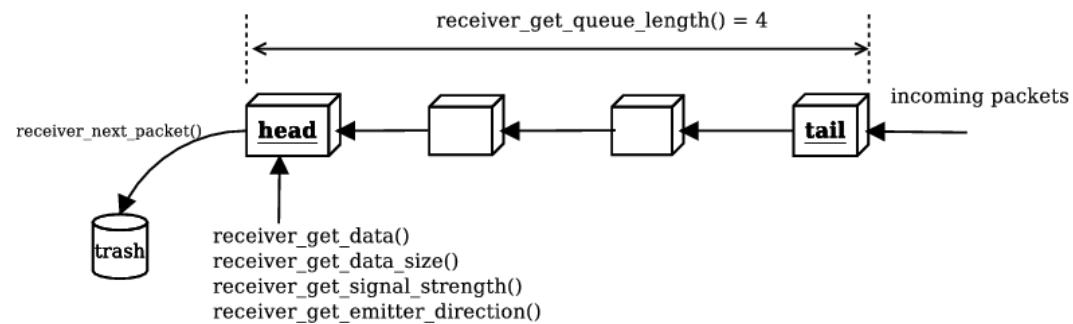 receiver_get_queue_length() = 4
incoming packets
receiver_next_packet()
head
tail
trash
receiver_get_data()
receiver_get_data_size()
receiver_get_signal_strength()
receiver_get_emitter_direction()